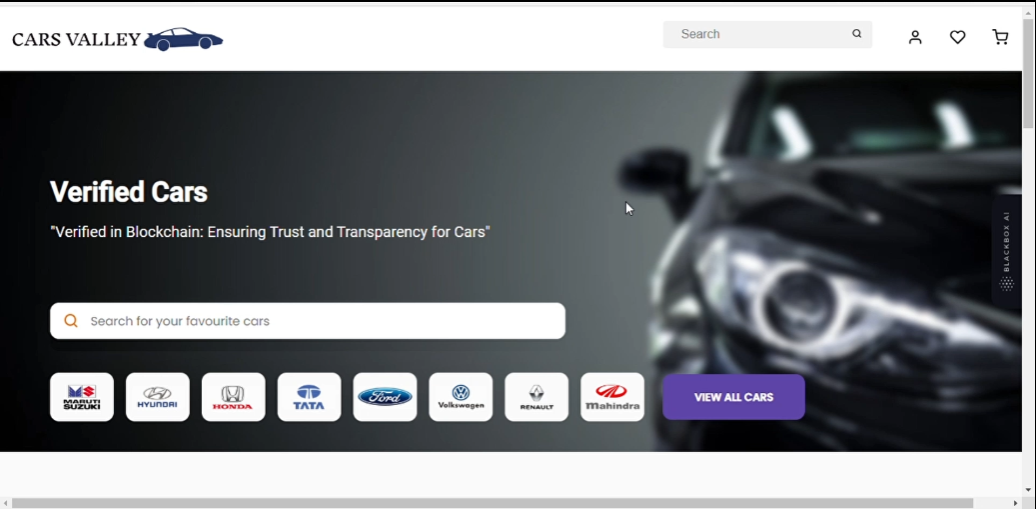 CARS VALLEY
Search
Verified Cars
"Verified in Blockchain: Ensuring Trust and Transparency for Cars"
BLACKBOX AI
Search for your favourite cars
MARUTI
SUZUKI
HYUNDAI
HONDA
TATA
Ford
Volkswagen
RENAULT
Mahindra
VIEW ALL CARS